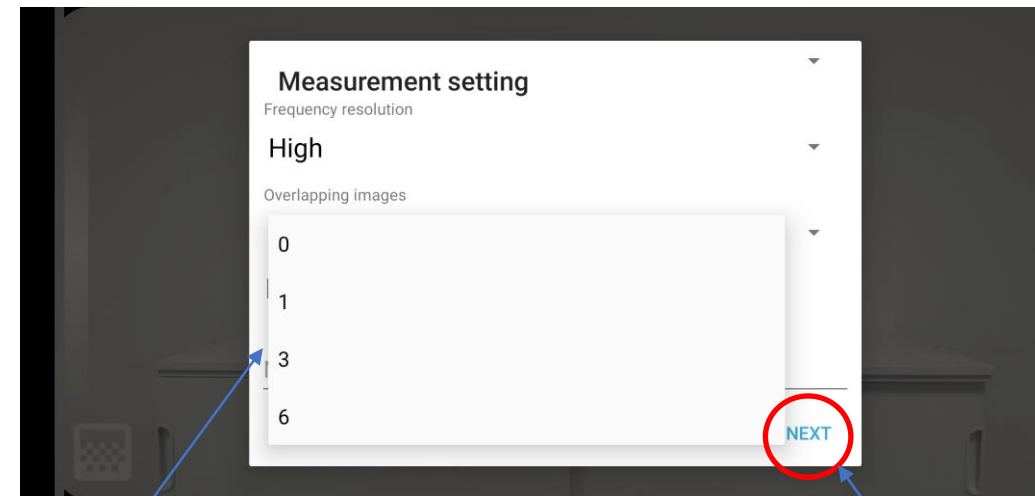 Measurement setting
Frequency resolution
High
Overlapping images
0
1
3
6
NEXT